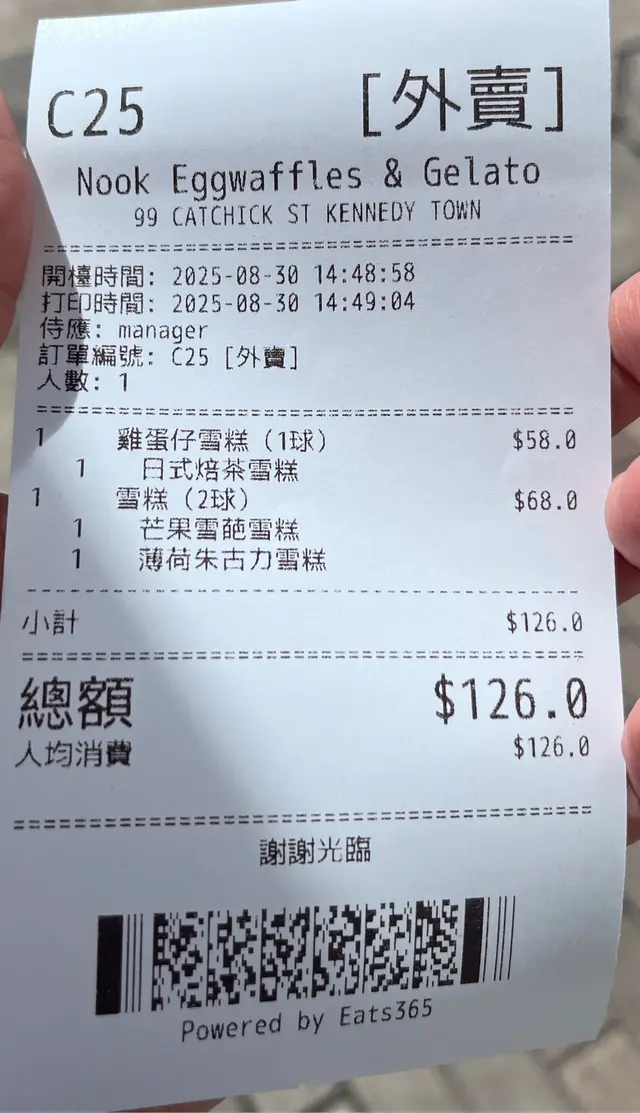 C25 [外賣]
Nook Eggwaffles & Gelato
99 CATCHICK ST KENNEDY TOWN
開檯時間: 2025-08-30 14:48:58
打印時間: 2025-08-30 14:49:04
侍應: manager
訂單編號: C25 [外賣]
人數: 1
1 雞蛋仔雪糕（1球） $58.0
1 日式焙茶雪糕
1 雪糕（2球） $68.0
1 芒果雪葩雪糕
1 薄荷朱古力雪糕
小計 $126.0
總額 $126.0
人均消費 $126.0
謝謝光臨
Powered by Eats365